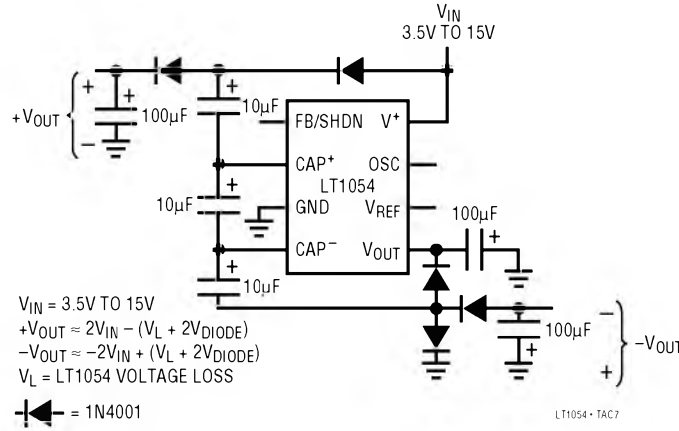 VIN
3.5V TO 15V
+
+
+
+VOUT
100µF
10µF
–
FB/SHDN
V+
CAP+
OSC
LT1054
10µF
+
GND
VREF
100µF
CAP–
VOUT
+
+
10µF
VIN = 3.5V TO 15V
+VOUT ≈ 2VIN – (VL + 2VDIODE)
–VOUT ≈ –2VIN + (VL + 2VDIODE)
VL = LT1054 VOLTAGE LOSS
100µF
+
–
+
–VOUT
= 1N4001
LT1054 • TAC7